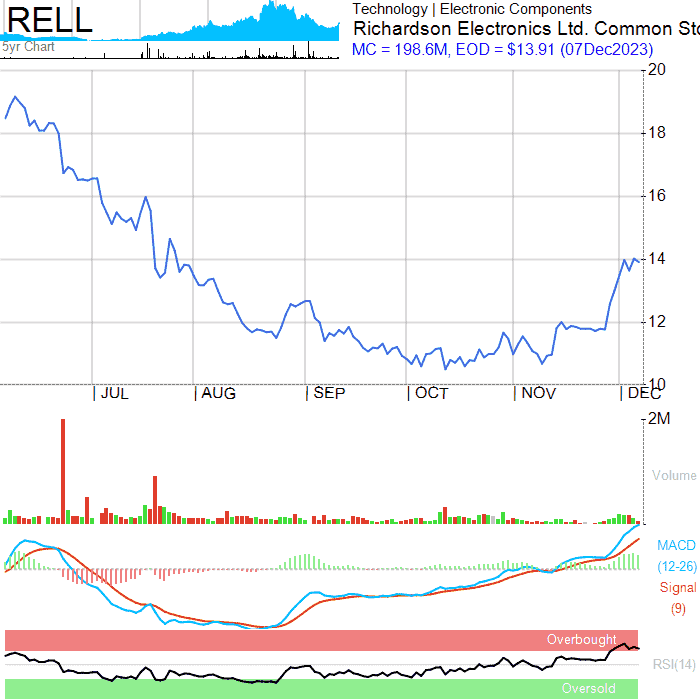 RELL
5yr Chart
Technology | Electronic Components
Richardson Electronics Ltd. Common Sto
MC = 198.6M, EOD = $13.91 (07Dec2023)
20
18
16
14
12
10
| JUL | AUG | SEP | OCT | NOV | DEC
2M
Volume
MACD
(12-26)
Signal
(9)
Overbought
RSI(14)
Oversold